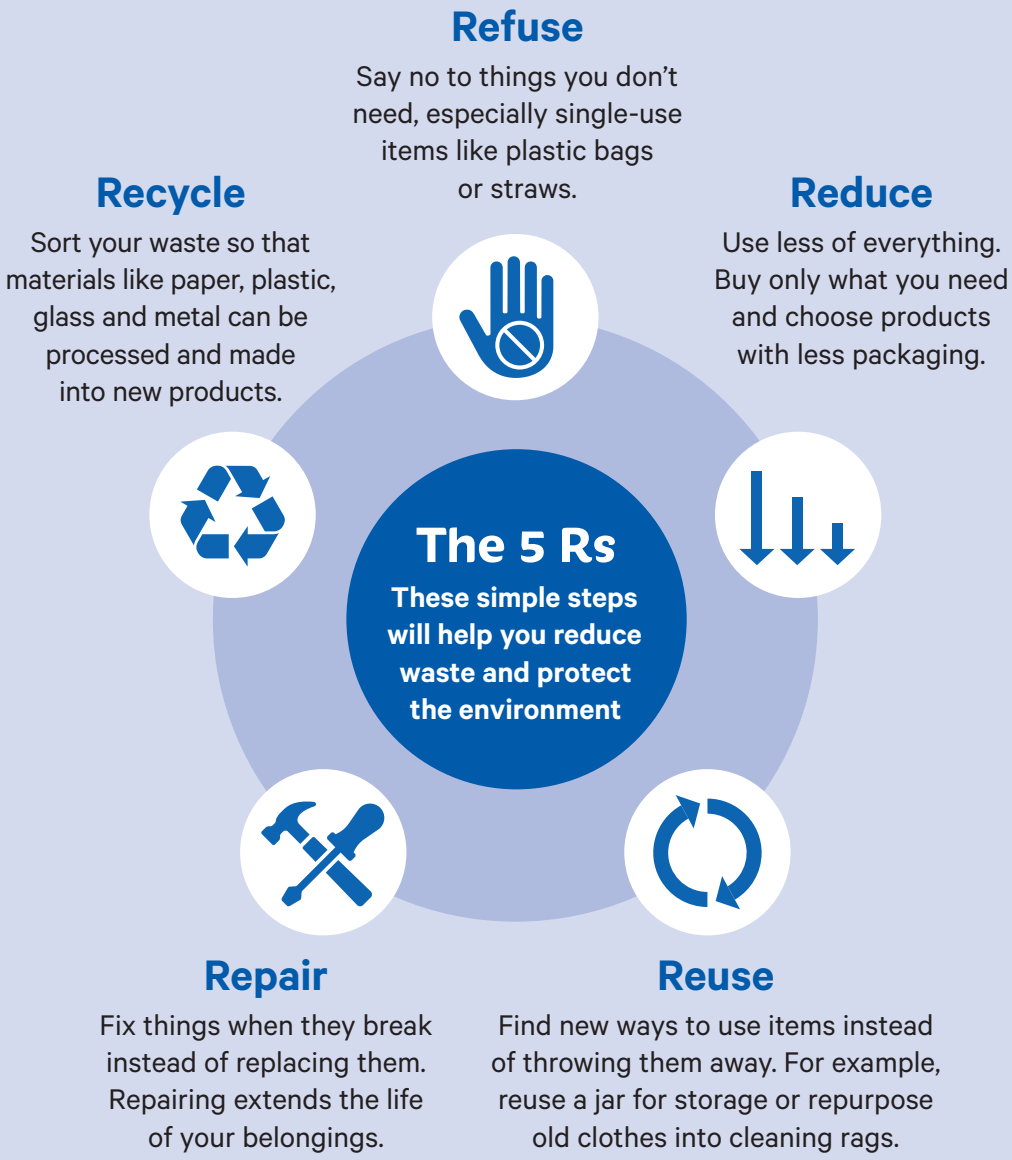 Refuse
Say no to things you don’t
need, especially single-use
items like plastic bags
or straws.
Reduce
Use less of everything.
Buy only what you need
and choose products
with less packaging.
Reuse
Find new ways to use items instead
of throwing them away. For example,
reuse a jar for storage or repurpose
old clothes into cleaning rags.
Repair
Fix things when they break
instead of replacing them.
Repairing extends the life
of your belongings.
Recycle
Sort your waste so that
materials like paper, plastic,
glass and metal can be
processed and made
into new products.
The 5 Rs
These simple steps
will help you reduce
waste and protect
the environment